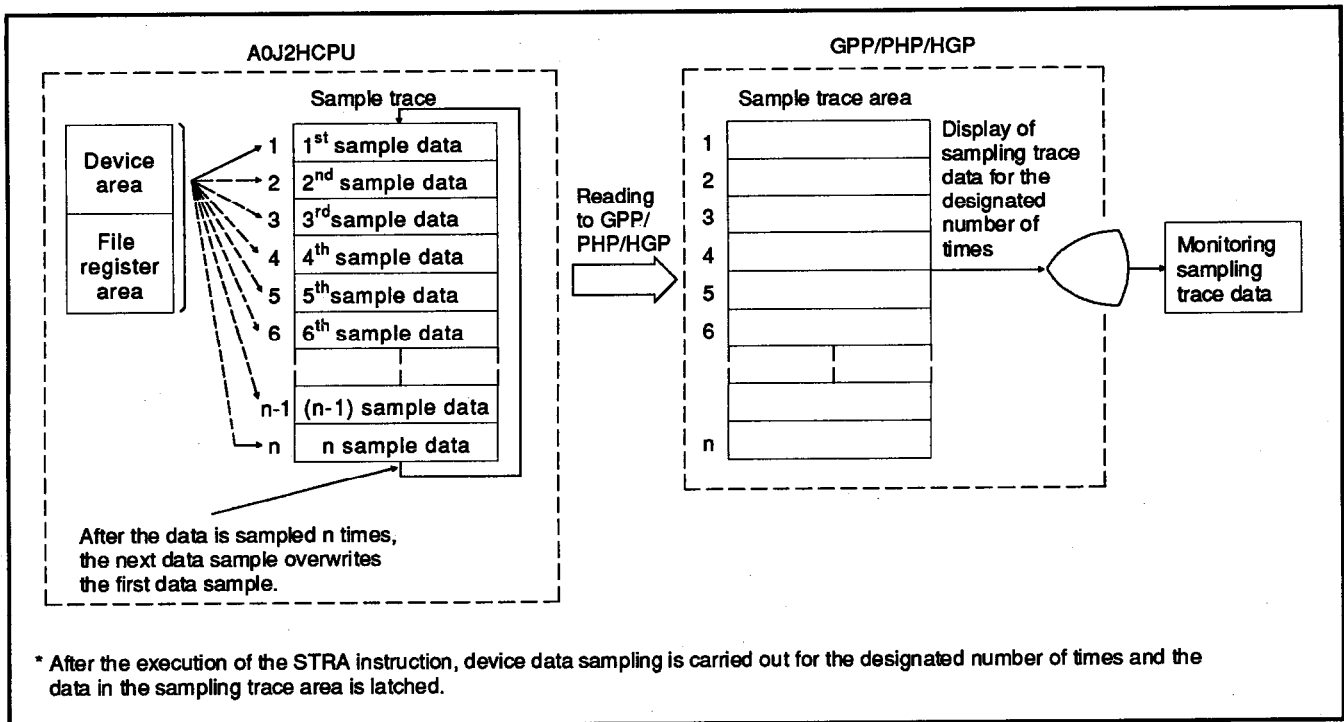 A0J2HCPU
Sample trace
Device
area
File
register
area
1 1st sample data
2 2nd sample data
3 3rd sample data
4 4th sample data
5 5th sample data
6 6th sample data
n-1 (n-1) sample data
n n sample data
After the data is sampled n times,
the next data sample overwrites
the first data sample.
Reading
to GPP/
PHP/HGP
GPP/PHP/HGP
Sample trace area
1
2
3
4
5
6
n
Display of
sampling trace
data for the
designated
number of
times
Monitoring
sampling
trace data
* After the execution of the STRA instruction, device data sampling is carried out for the designated number of times and the
data in the sampling trace area is latched.